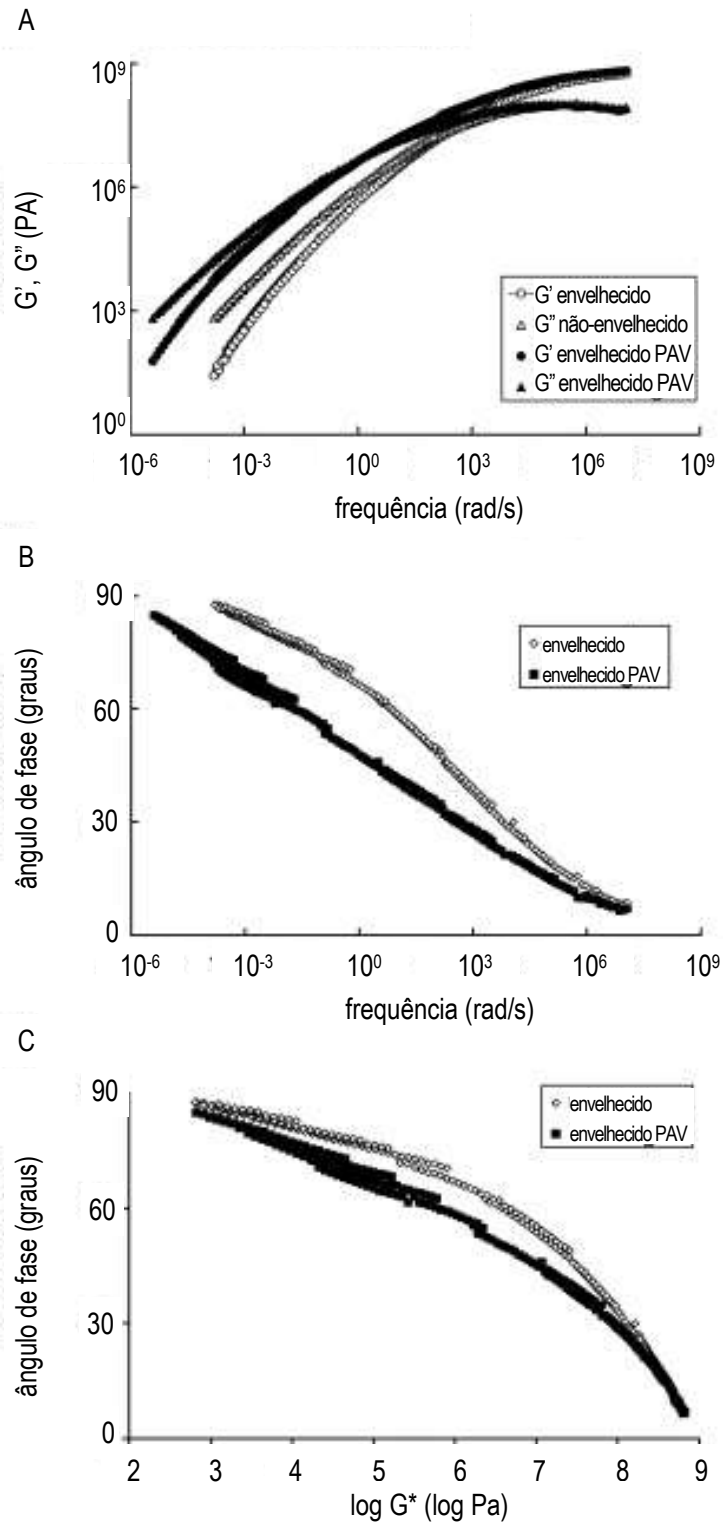 A
10⁹
10⁶
10³
10⁰
G', G" (PA)
G' envelhecido
G" não-envelhecido
G' envelhecido PAV
G" envelhecido PAV
10⁻⁶ 10⁻³ 10⁰ 10³ 10⁶ 10⁹
frequência (rad/s)
B
90
60
30
0
ângulo de fase (graus)
envelhecido
envelhecido PAV
10⁻⁶ 10⁻³ 10⁰ 10³ 10⁶ 10⁹
frequência (rad/s)
C
90
60
30
0
ângulo de fase (graus)
envelhecido
envelhecido PAV
2 3 4 5 6 7 8 9
log G* (log Pa)